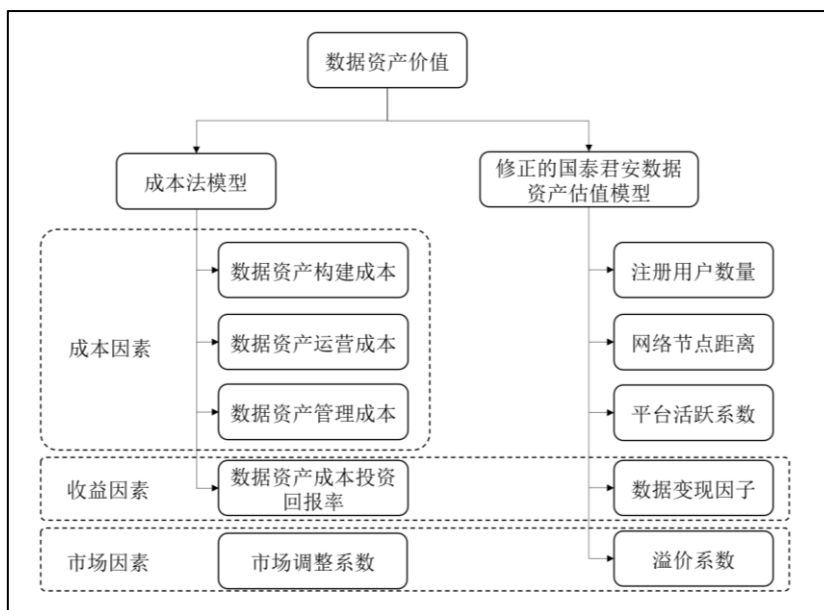 数据资产价值
成本法模型
修正的国泰君安数据
资产估值模型
成本因素
数据资产构建成本
数据资产运营成本
数据资产管理成本
注册用户数量
网络节点距离
平台活跃系数
收益因素
数据资产成本投资
回报率
数据变现因子
市场因素
市场调整系数
溢价系数